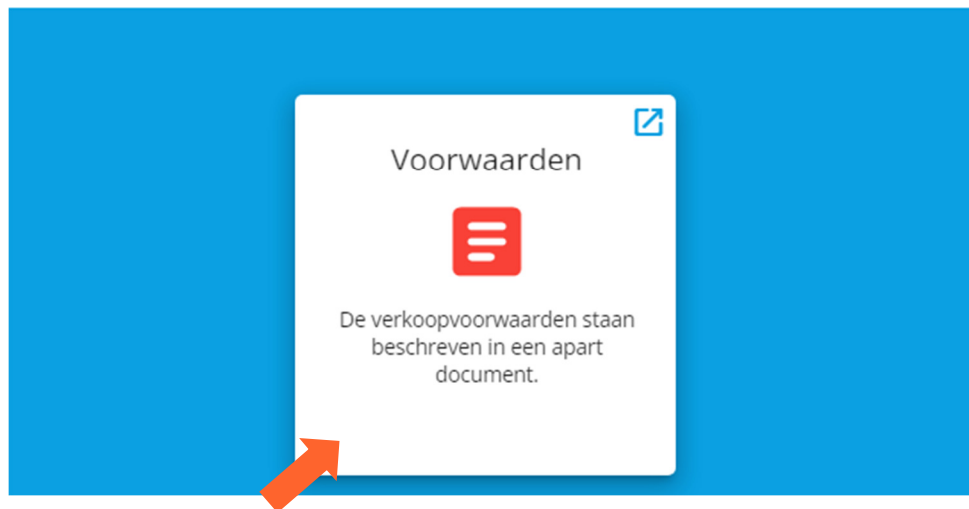 Voorwaarden
De verkoopvoorwaarden staan
beschreven in een apart
document.